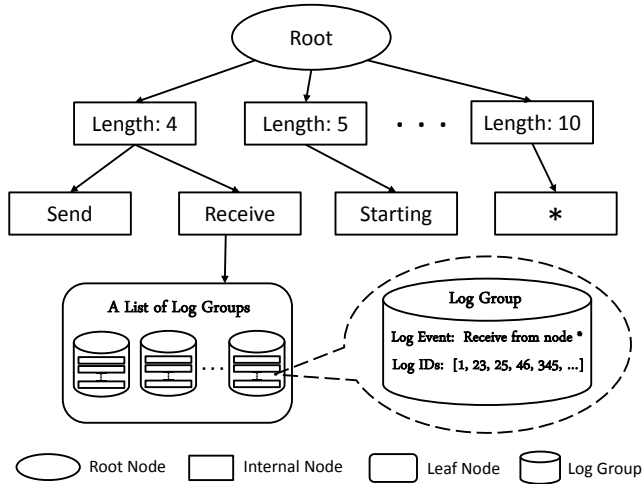 Root
Length: 4
Length: 5
. . .
Length: 10
Send
Receive
Starting
*
A List of Log Groups
...
Log Group
Log Event: Receive from node *
Log IDs: [1, 23, 25, 46, 345, ...]
Root Node
Internal Node
Leaf Node
Log Group